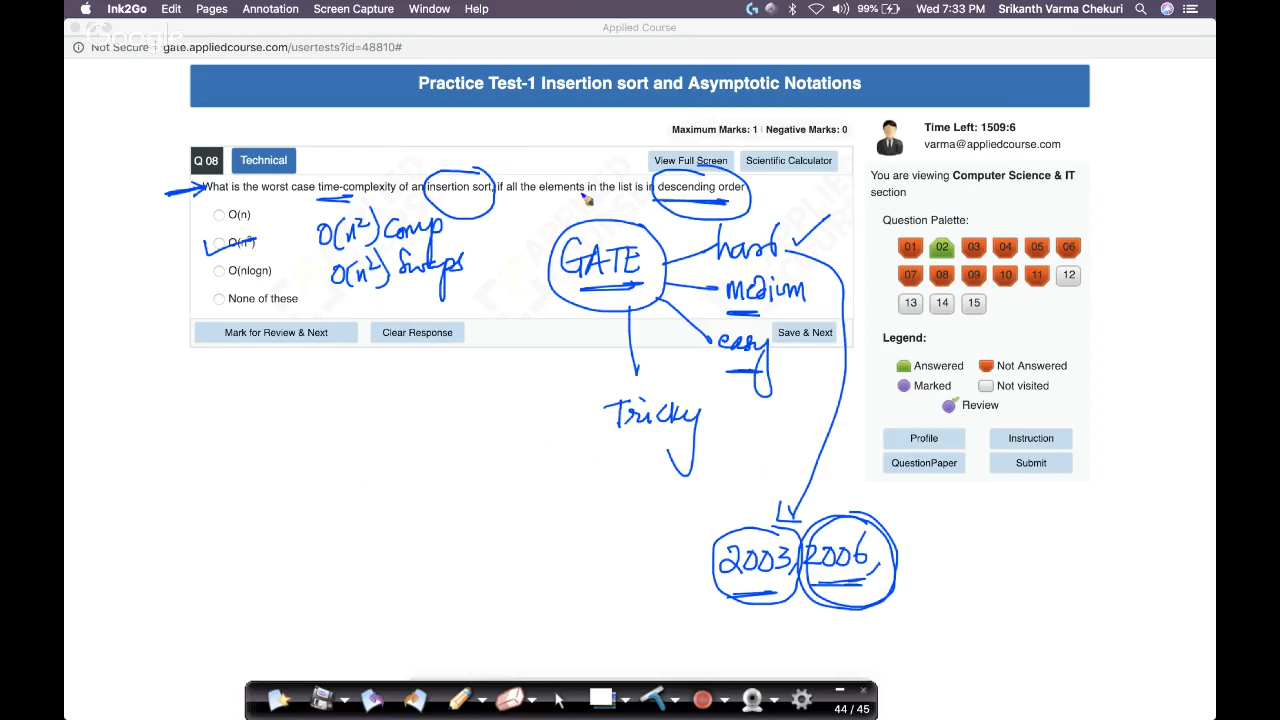 Ink2Go Edit Pages Annotation Screen Capture Window Help 99% Wed 7:33 PM Srikanth Varma Chekuri
Applied Course
Google
Not Secure gate.appliedcourse.com/usertests?id=48810#
Practice Test-1 Insertion sort and Asymptotic Notations
Maximum Marks: 1 | Negative Marks: 0
Q 08 Technical View Full Screen Scientific Calculator
What is the worst case time-complexity of an insertion sort, if all the elements in the list is in descending order
O(n)
O(n²)
O(nlogn)
None of these
O(n²) Comp
O(n²) Swaps
GATE
hard
medium
easy
Tricky
2003, 2006,
Mark for Review & Next Clear Response Save & Next
Time Left: 1509:6
varma@appliedcourse.com
You are viewing Computer Science & IT
section
Question Palette:
01 02 03 04 05 06
07 08 09 10 11 12
13 14 15
Legend:
Answered Not Answered
Marked Not visited
Review
Profile Instruction
QuestionPaper Submit
44 / 45